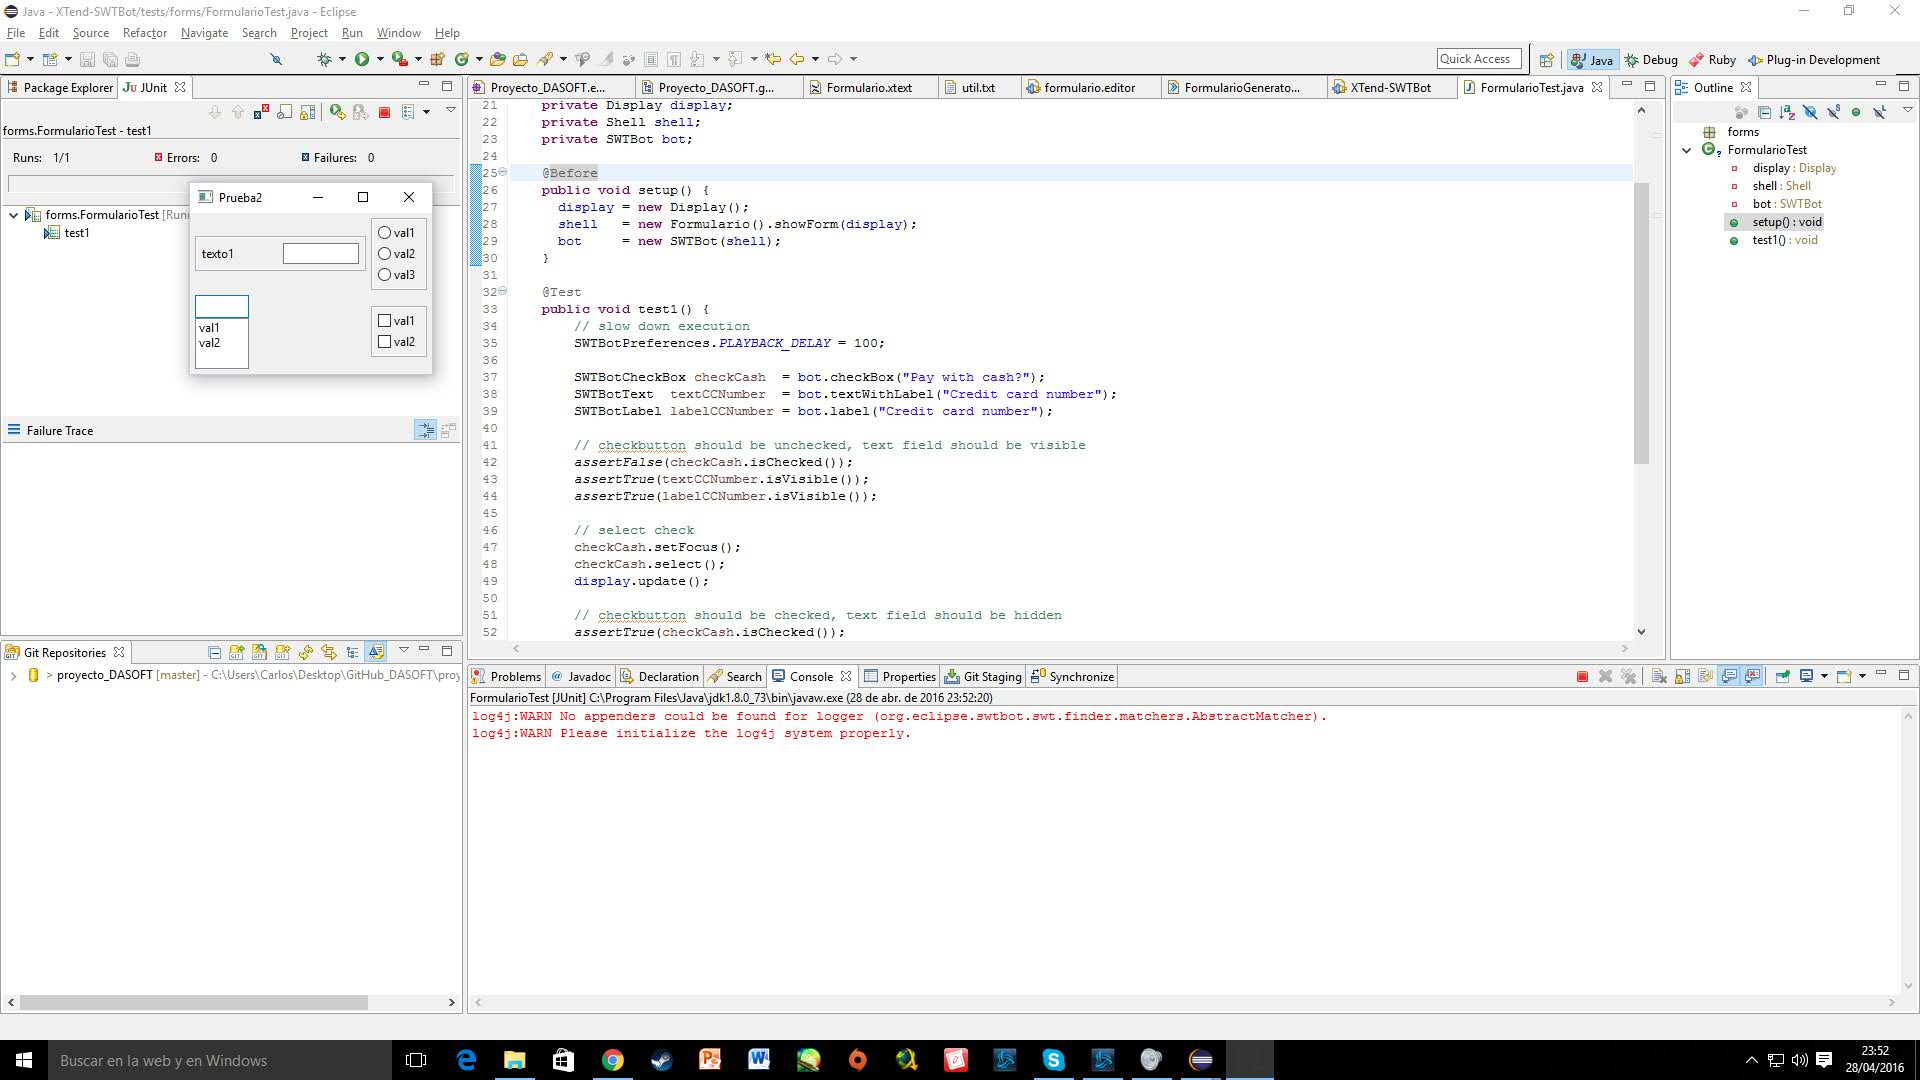 Java - XTend-SWTBot/tests/forms/FormularioTest.java - Eclipse
File Edit Source Refactor Navigate Search Project Run Window Help
Quick Access Java Debug Ruby Plug-in Development
Package Explorer JUnit
forms.FormularioTest - test1
Runs: 1/1 Errors: 0 Failures: 0
forms.FormularioTest [Runi
test1
Prueba2
texto1
val1
val2
val3
val1
val2
val1
val2
Failure Trace
Git Repositories
> proyecto_DASOFT [master] - C:\Users\Carlos\Desktop\GitHub_DASOFT\proy
Proyecto_DASOFT.e... Proyecto_DASOFT.g... Formulario.xtext util.txt formulario.editor FormularioGenerato... XTend-SWTBot FormularioTest.java
21 private Display display;
22 private Shell shell;
23 private SWTBot bot;
24
25 @Before
26 public void setup() {
27 display = new Display();
28 shell = new Formulario().showForm(display);
29 bot = new SWTBot(shell);
30 }
31
32 @Test
33 public void test1() {
34 // slow down execution
35 SWTBotPreferences.PLAYBACK_DELAY = 100;
36
37 SWTBotCheckBox checkCash = bot.checkBox("Pay with cash?");
38 SWTBotText textCCNumber = bot.textWithLabel("Credit card number");
39 SWTBotLabel labelCCNumber = bot.label("Credit card number");
40
41 // checkbutton should be unchecked, text field should be visible
42 assertFalse(checkCash.isChecked());
43 assertTrue(textCCNumber.isVisible());
44 assertTrue(labelCCNumber.isVisible());
45
46 // select check
47 checkCash.setFocus();
48 checkCash.select();
49 display.update();
50
51 // checkbutton should be checked, text field should be hidden
52 assertTrue(checkCash.isChecked());
Outline
forms
FormularioTest
display : Display
shell : Shell
bot : SWTBot
setup() : void
test1() : void
Problems @ Javadoc Declaration Search Console Properties Git Staging Synchronize
FormularioTest [JUnit] C:\Program Files\Java\jdk1.8.0_73\bin\javaw.exe (28 de abr. de 2016 23:52:20)
log4j:WARN No appenders could be found for logger (org.eclipse.swtbot.swt.finder.matchers.AbstractMatcher).
log4j:WARN Please initialize the log4j system properly.
Buscar en la web y en Windows
23:52
28/04/2016